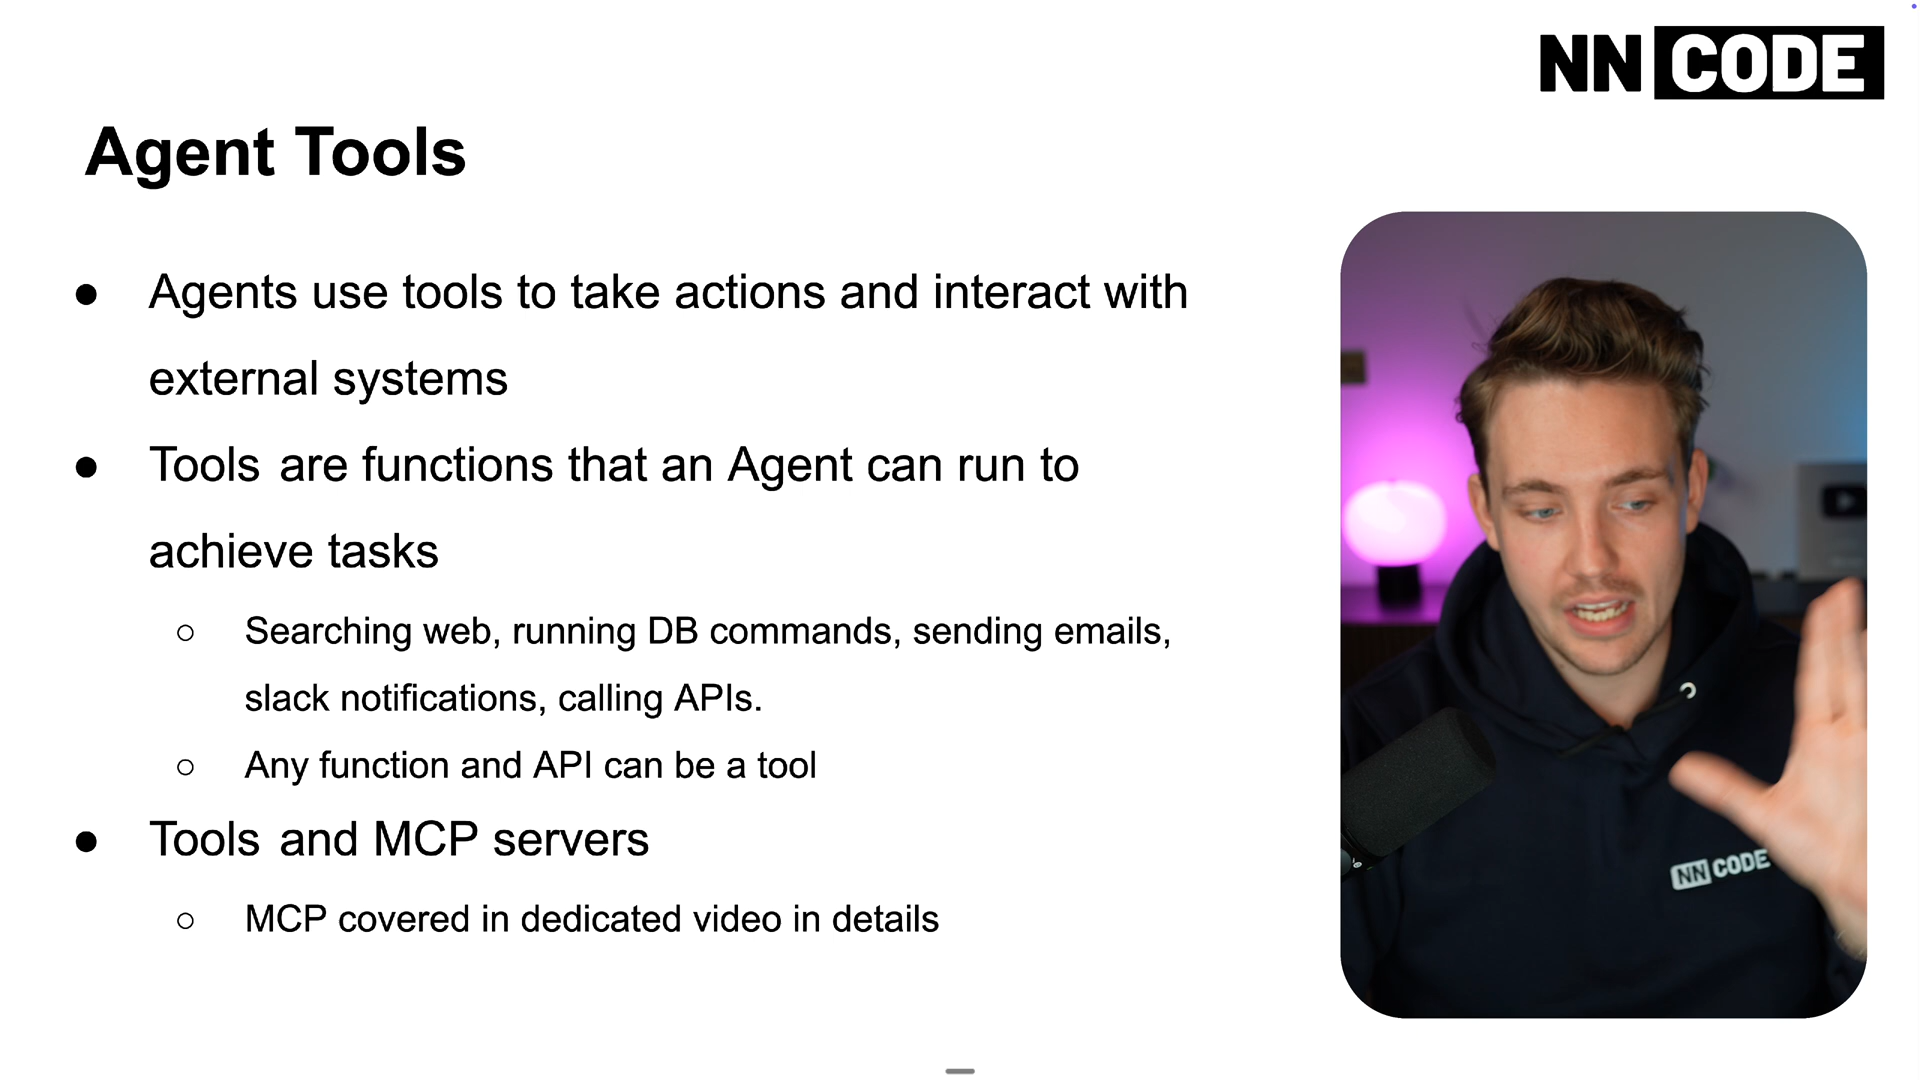 NN CODE
Agent Tools
● Agents use tools to take actions and interact with
external systems
● Tools are functions that an Agent can run to
achieve tasks
○ Searching web, running DB commands, sending emails,
slack notifications, calling APIs.
○ Any function and API can be a tool
● Tools and MCP servers
○ MCP covered in dedicated video in details
NN CODE